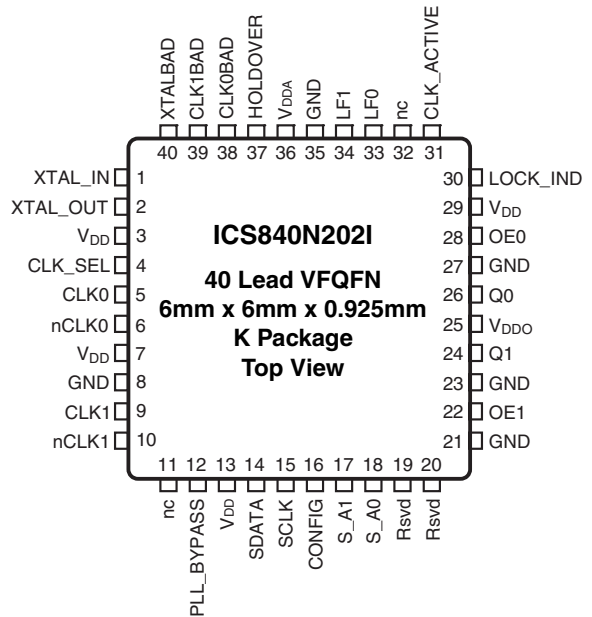 XTALBAD
CLK1BAD
CLK0BAD
HOLDOVER
VDDA
GND
LF1
LF0
nc
CLK_ACTIVE
40 39 38 37 36 35 34 33 32 31
XTAL_IN 1
XTAL_OUT 2
VDD 3
CLK_SEL 4
CLK0 5
nCLK0 6
VDD 7
GND 8
CLK1 9
nCLK1 10
ICS840N202I
40 Lead VFQFN
6mm x 6mm x 0.925mm
K Package
Top View
30 LOCK_IND
29 VDD
28 OE0
27 GND
26 Q0
25 VDDO
24 Q1
23 GND
22 OE1
21 GND
11 12 13 14 15 16 17 18 19 20
nc
PLL_BYPASS
VDD
SDATA
SCLK
CONFIG
S_A1
S_A0
Rsvd
Rsvd